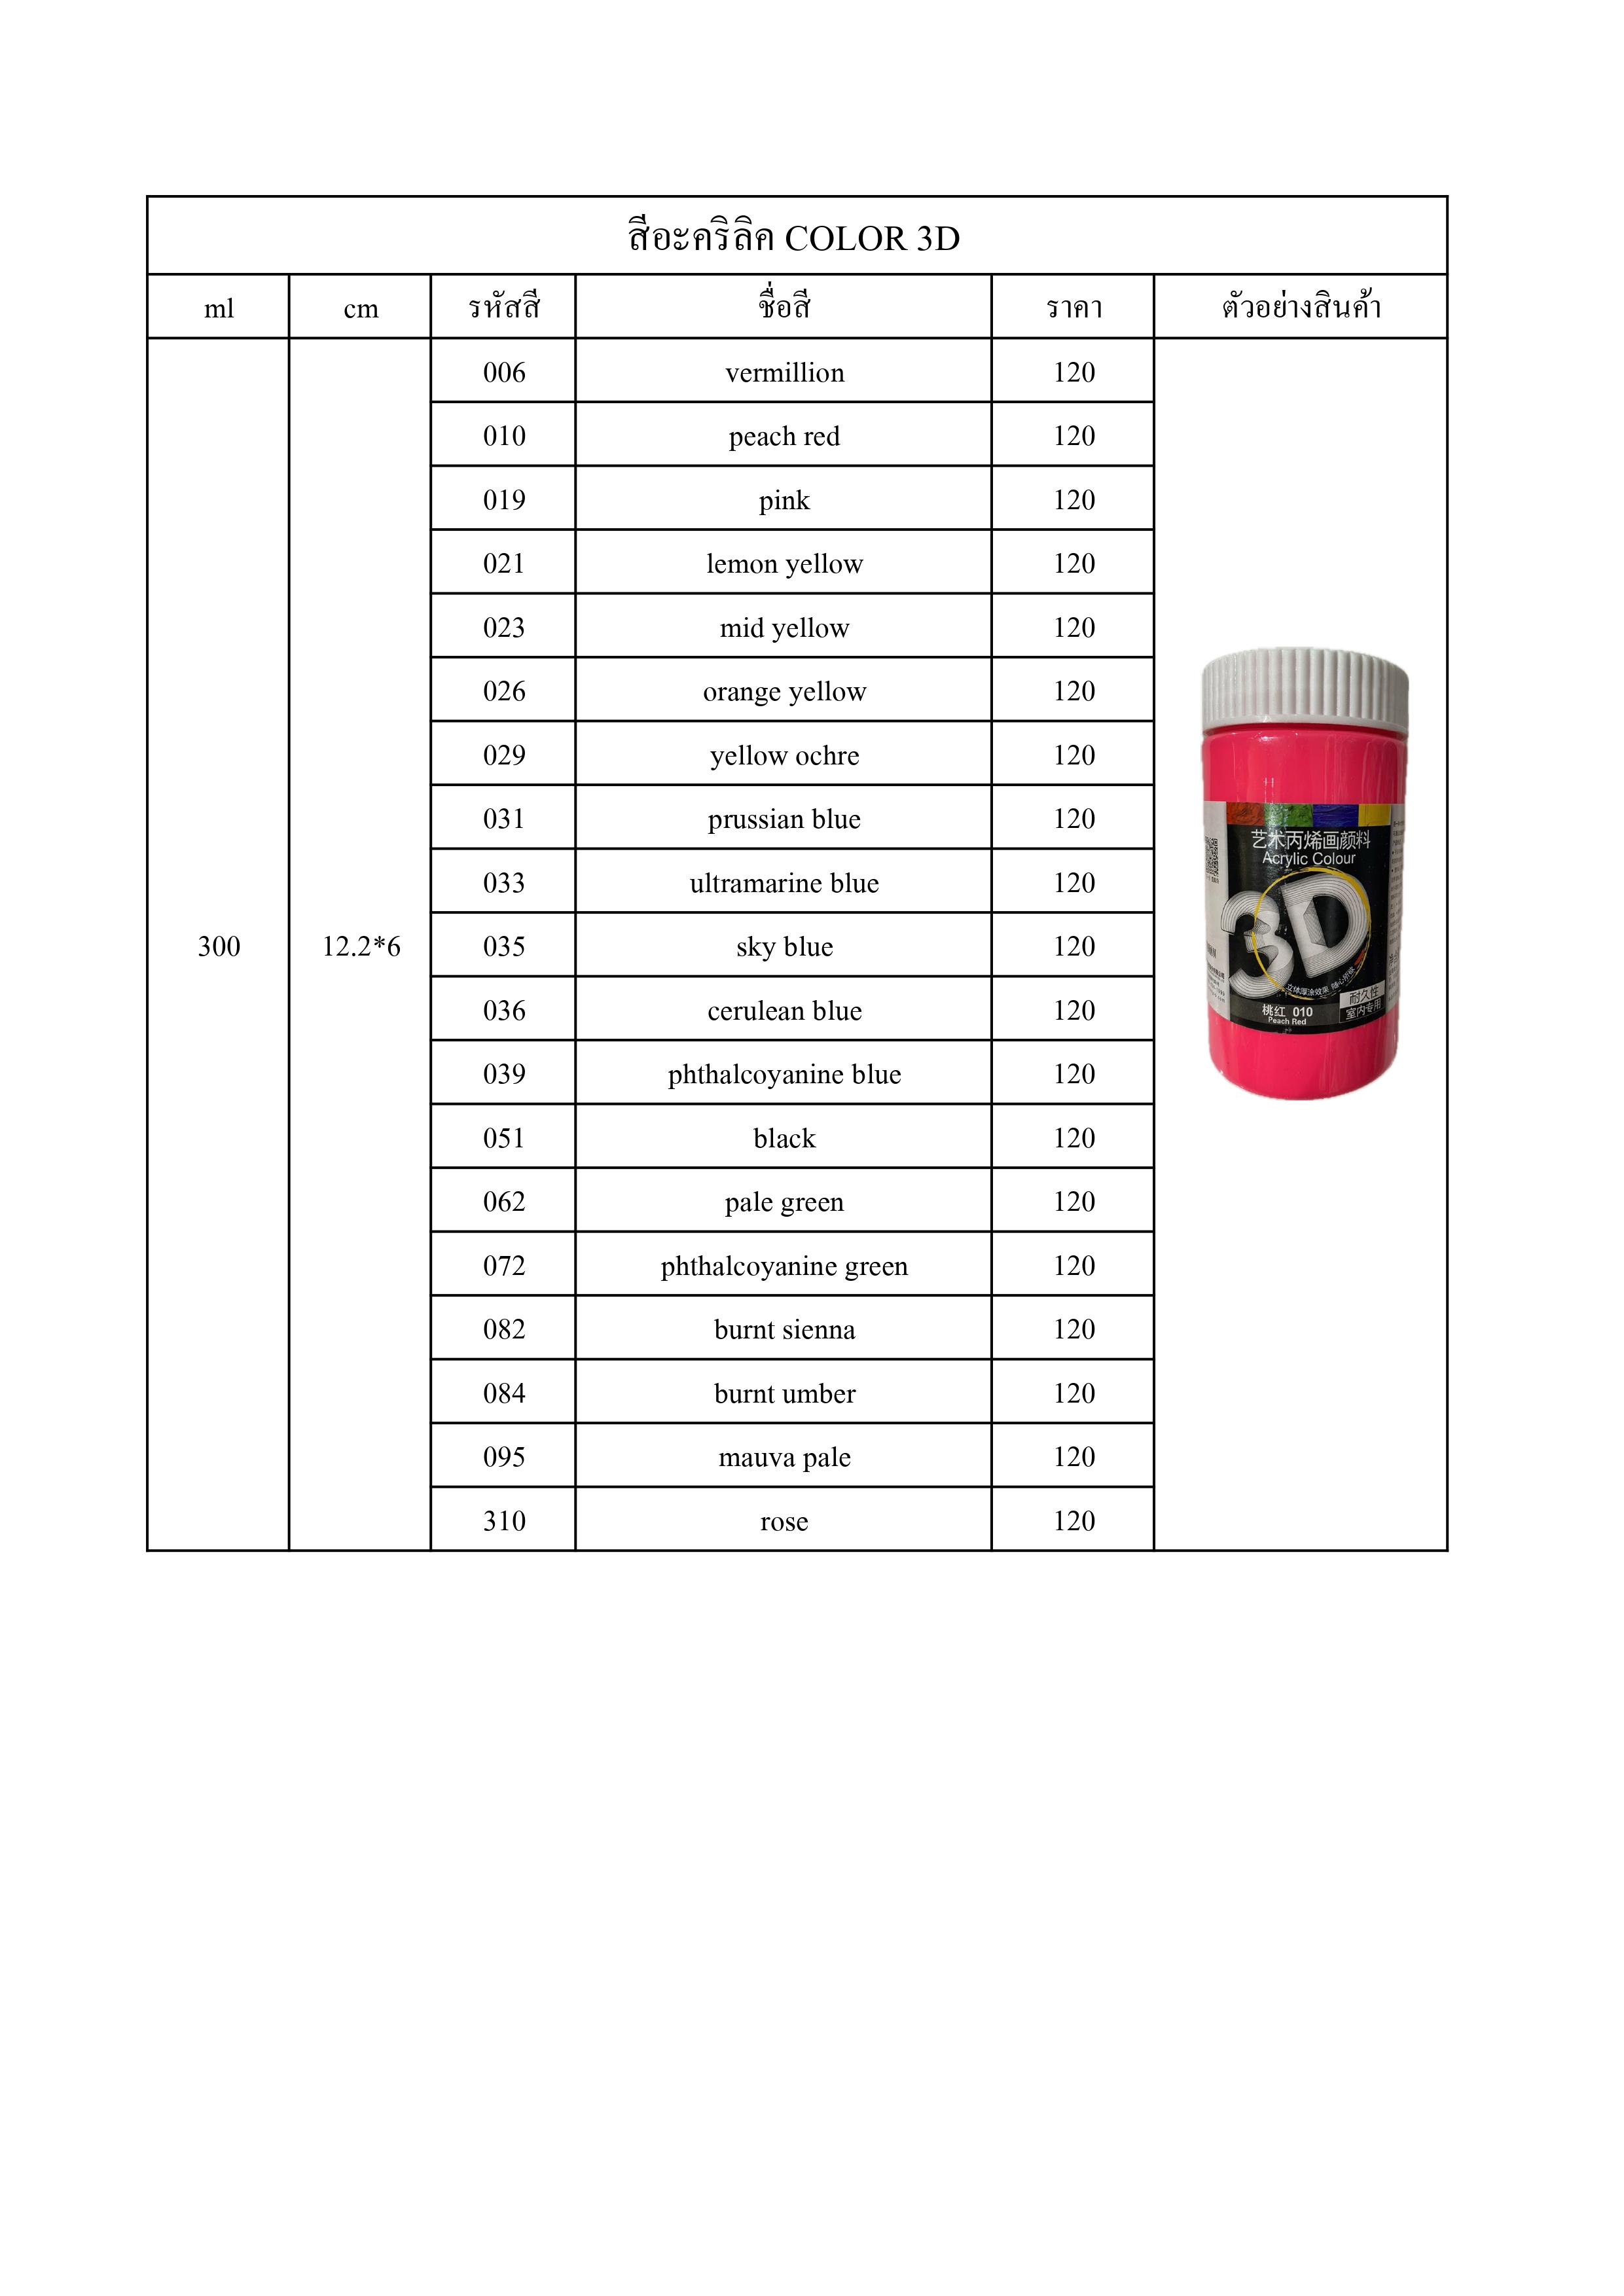 สีอะคริลิค COLOR 3D
ml cm รหัสสี ชื่อสี ราคา ตัวอย่างสินค้า
006 vermillion 120
010 peach red 120
019 pink 120
021 lemon yellow 120
023 mid yellow 120
026 orange yellow 120
029 yellow ochre 120
031 prussian blue 120
033 ultramarine blue 120
300 12.2*6 035 sky blue 120
036 cerulean blue 120
039 phthalcoyanine blue 120
051 black 120
062 pale green 120
072 phthalcoyanine green 120
082 burnt sienna 120
084 burnt umber 120
095 mauva pale 120
310 rose 120
艺术丙烯画颜料
Acrylic Colour
3D
立体厚涂效果
耐久性
桃红 010
室内专用
Peach Red